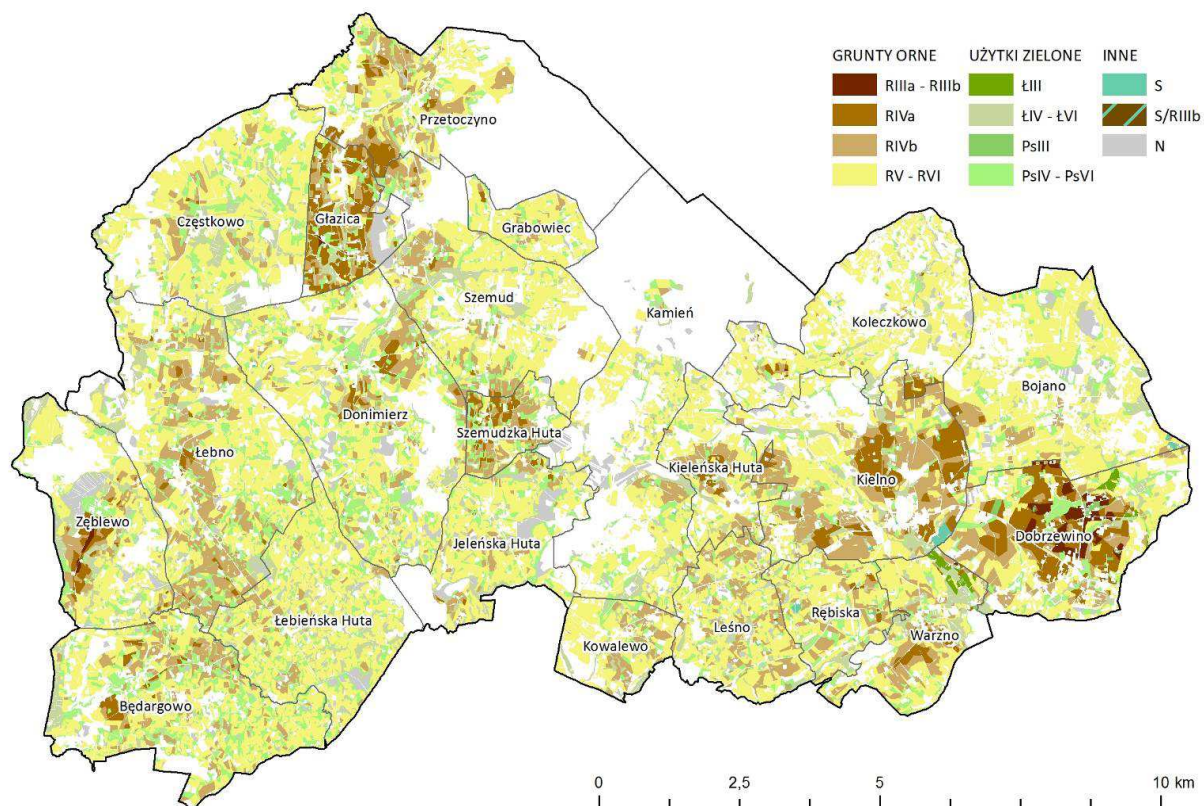 GRUNTY ORNE UŻYTKI ZIELONE INNE
RIIIa - RIIIb ŁIII S
RIVa ŁIV - ŁVI S/RIIIb
RIVb PsIII N
RV - RVI PsIV - PsVI
Przetoczyno
Częstkowo
Głazica
Grabowiec
Szemud
Kamień
Koleczkowo
Bojano
Donimierz
Szemudzka Huta
Łebno
Kieleńska Huta
Kielno
Zęblewo
Dobrzewino
Jeleńska Huta
Łebieńska Huta
Leśno
Rębiska
Warzno
Kowalewo
Będargowo
0 2,5 5 10 km